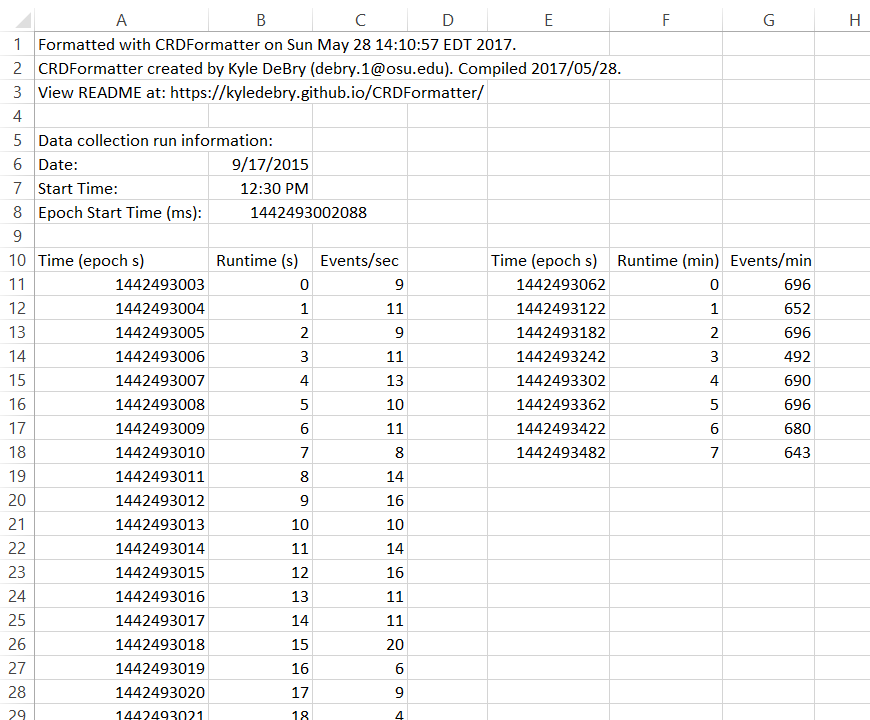 A B C D E F G H
1 Formatted with CRDFormatter on Sun May 28 14:10:57 EDT 2017.
2 CRDFormatter created by Kyle DeBry (debry.1@osu.edu). Compiled 2017/05/28.
3 View README at: https://kyledebry.github.io/CRDFormatter/
4
5 Data collection run information:
6 Date: 9/17/2015
7 Start Time: 12:30 PM
8 Epoch Start Time (ms): 1442493002088
9
10 Time (epoch s) Runtime (s) Events/sec Time (epoch s) Runtime (min) Events/min
11 1442493003 0 9 1442493062 0 696
12 1442493004 1 11 1442493122 1 652
13 1442493005 2 9 1442493182 2 696
14 1442493006 3 11 1442493242 3 492
15 1442493007 4 13 1442493302 4 690
16 1442493008 5 10 1442493362 5 696
17 1442493009 6 11 1442493422 6 680
18 1442493010 7 8 1442493482 7 643
19 1442493011 8 14
20 1442493012 9 16
21 1442493013 10 10
22 1442493014 11 14
23 1442493015 12 16
24 1442493016 13 11
25 1442493017 14 11
26 1442493018 15 20
27 1442493019 16 6
28 1442493020 17 9
29 1442493021 18 4